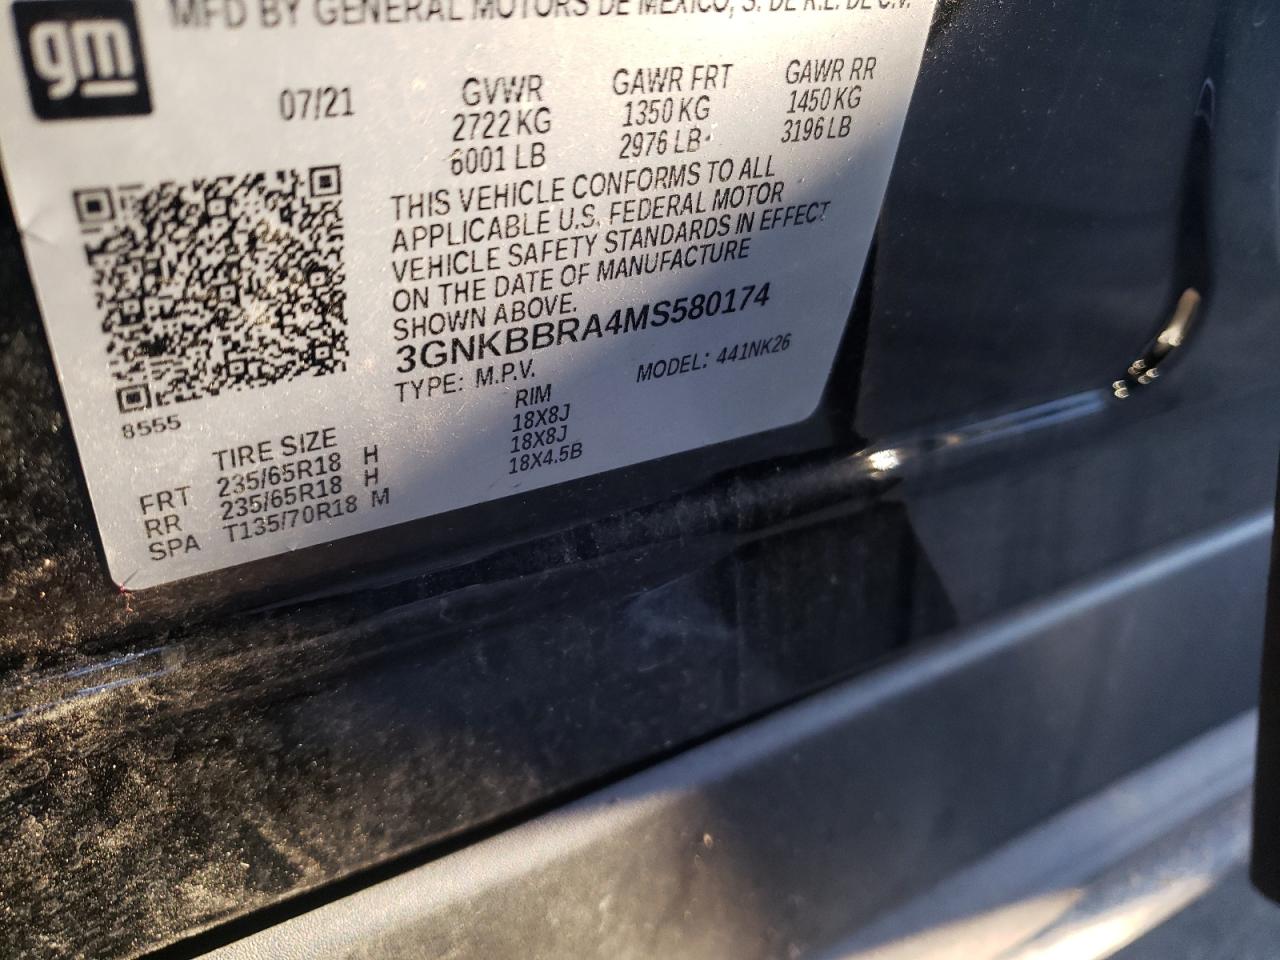 gm
MFD BY GENERAL MOTORS DE MEXICO, S. DE R.L. DE C.V.
07/21 GVWR GAWR FRT GAWR RR
2722 KG 1350 KG 1450 KG
6001 LB 2976 LB 3196 LB
THIS VEHICLE CONFORMS TO ALL
APPLICABLE U.S. FEDERAL MOTOR
VEHICLE SAFETY STANDARDS IN EFFECT
ON THE DATE OF MANUFACTURE
SHOWN ABOVE.
3GNKBBRA4MS580174
TYPE: M.P.V. MODEL: 441NK26
8555
TIRE SIZE RIM
FRT 235/65R18 H 18X8J
RR 235/65R18 H 18X8J
SPA T135/70R18 M 18X4.5B